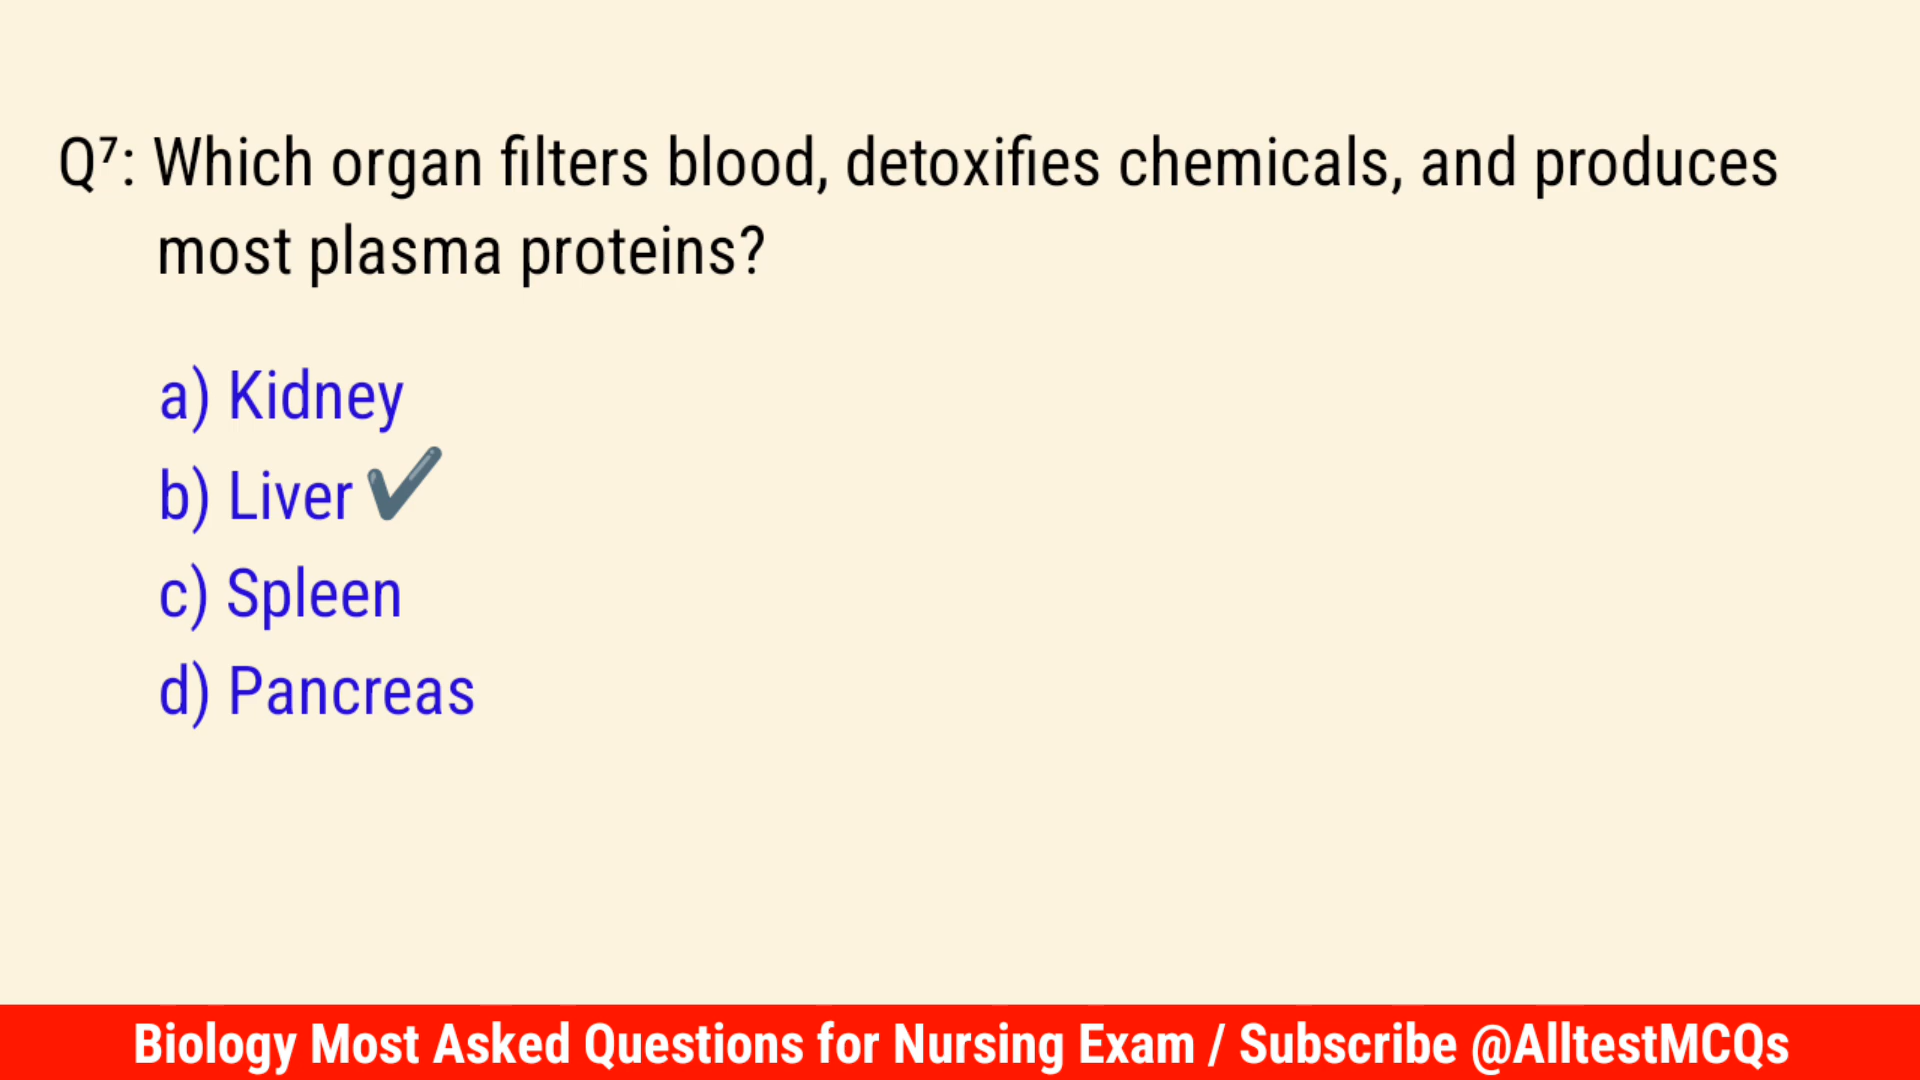 Q⁷: Which organ filters blood, detoxifies chemicals, and produces
most plasma proteins?
a) Kidney
b) Liver ✔
c) Spleen
d) Pancreas
Biology Most Asked Questions for Nursing Exam / Subscribe @AlltestMCQs